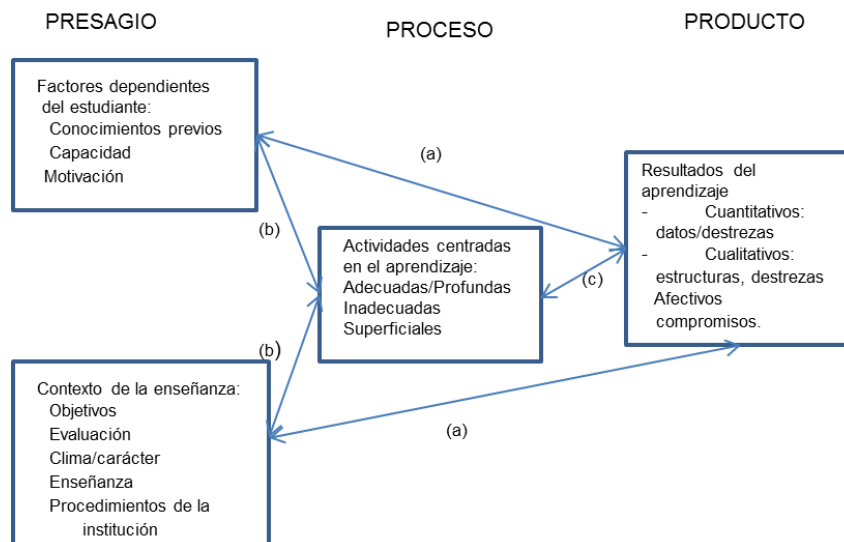 PRESAGIO
PROCESO
PRODUCTO
Factores dependientes
del estudiante:
Conocimientos previos
Capacidad
Motivación
(a)
(b)
Actividades centradas
en el aprendizaje:
Adecuadas/Profundas
Inadecuadas
Superficiales
(c)
Resultados del
aprendizaje
- Cuantitativos:
datos/destrezas
- Cualitativos:
estructuras, destrezas
Afectivos
compromisos.
(b)
Contexto de la enseñanza:
Objetivos
Evaluación
Clima/carácter
Enseñanza
Procedimientos de la
institución
(a)